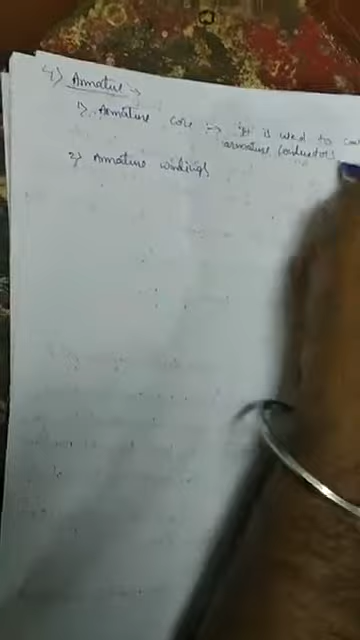 4) Armature →
1) Armature core → It is used to
armature conductors
2) Armature windings